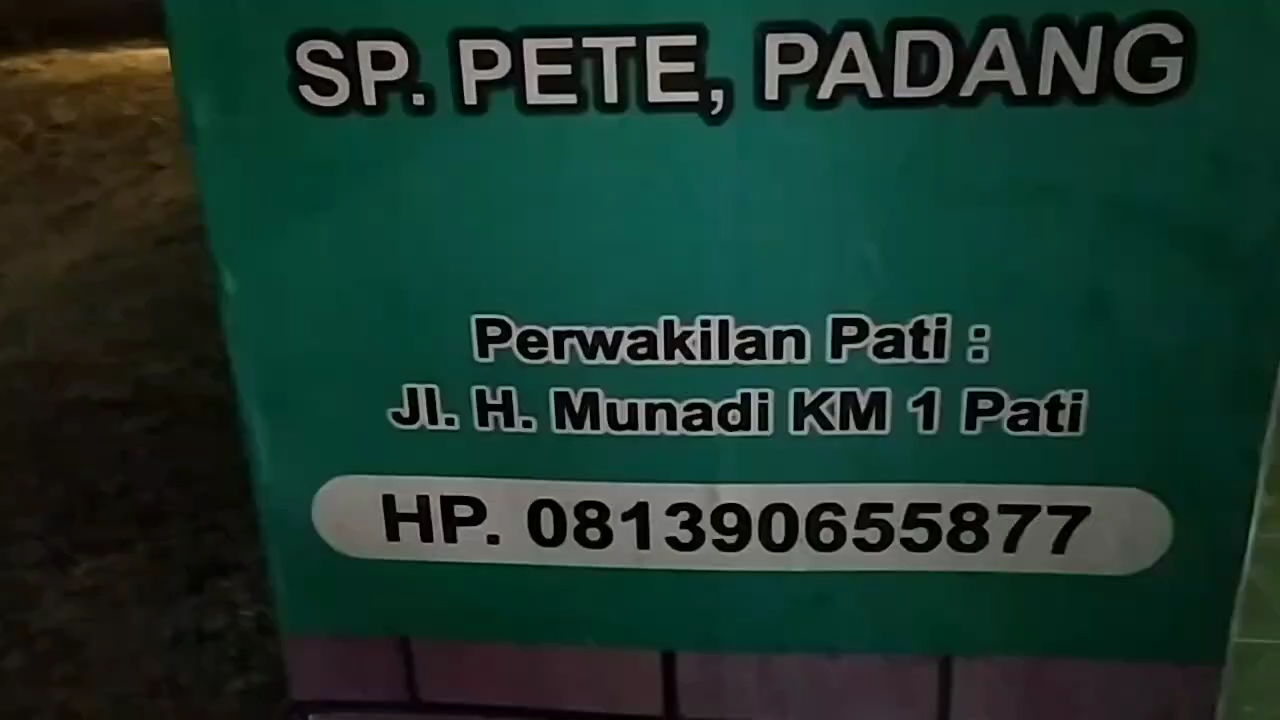 SP. PETE, PADANG
Perwakilan Pati :
Jl. H. Munadi KM 1 Pati
HP. 081390655877